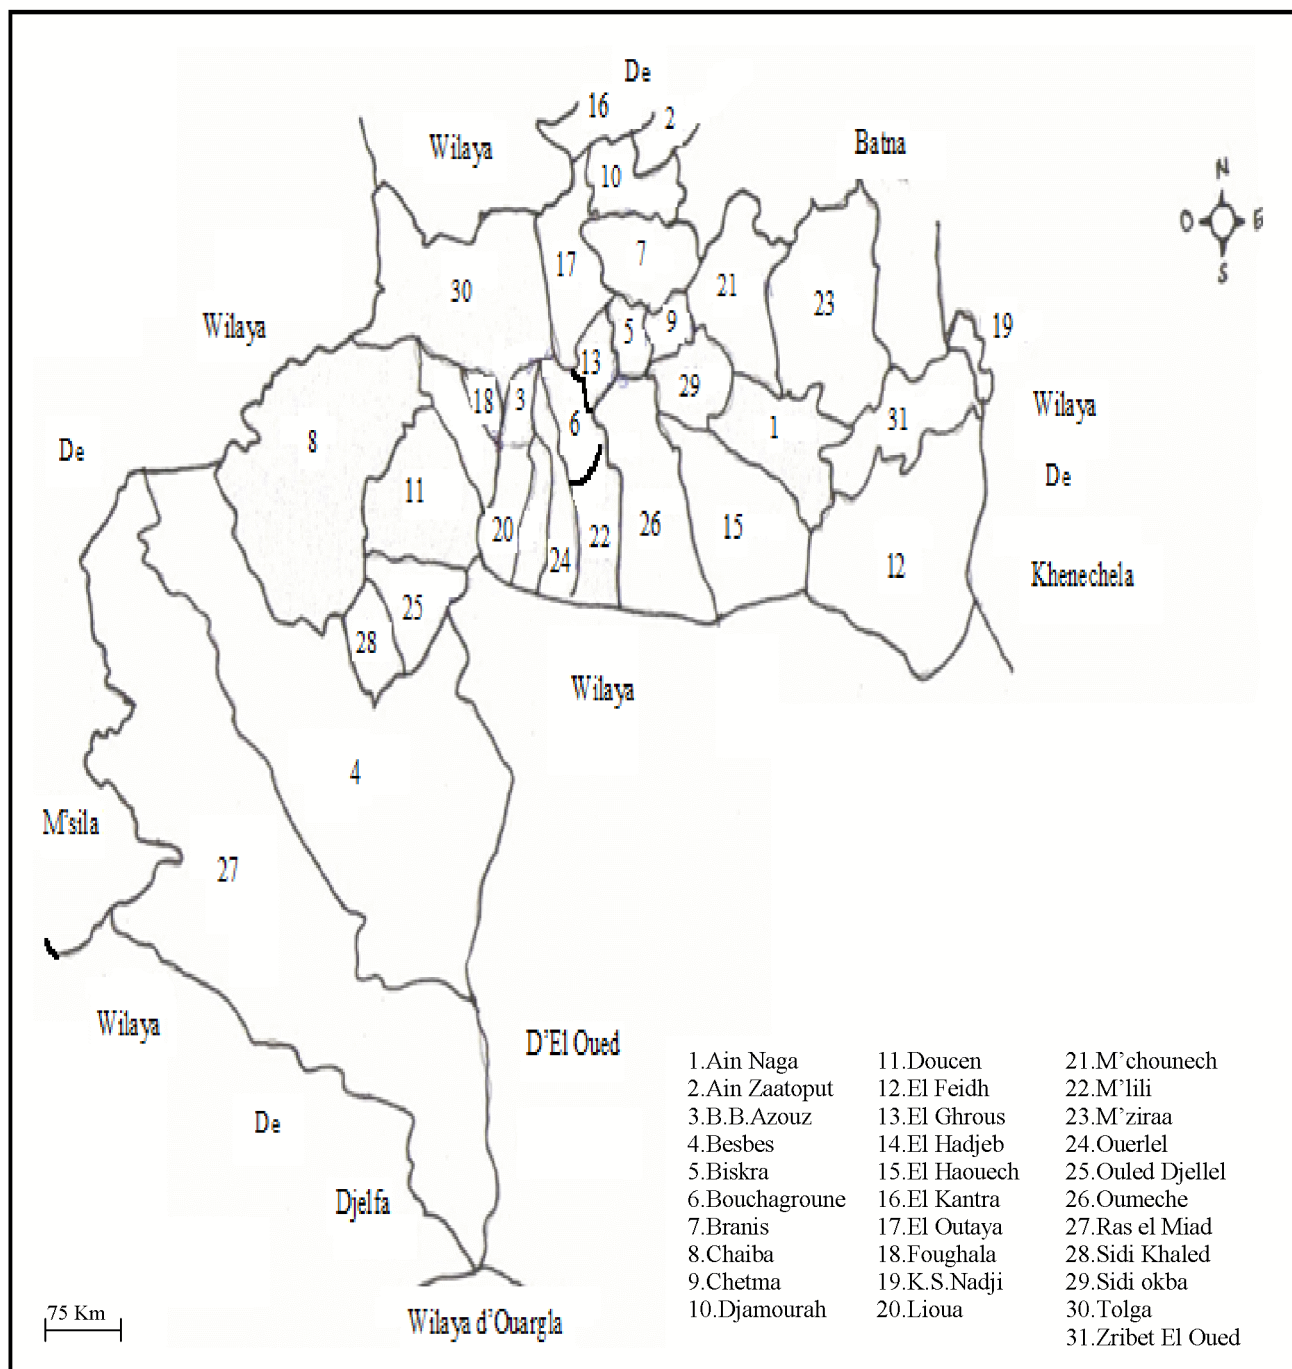 De
16
2
Wilaya
Batna
N
10
O E
S
7
17
21
30
23
Wilaya
5
9
19
13
29
18
3
Wilaya
6
1
31
8
De
De
11
20
24
22
26
15
12
Khenechela
25
28
Wilaya
4
M'sila
27
Wilaya
D'El Oued
De
Djelfa
Wilaya d'Ouargla
75 Km
1.Ain Naga
2.Ain Zaatoput
3.B.B.Azouz
4.Besbes
5.Biskra
6.Bouchagroune
7.Branis
8.Chaiba
9.Chetma
10.Djamourah
11.Doucen
12.El Feidh
13.El Ghrous
14.El Hadjeb
15.El Haouech
16.El Kantra
17.El Outaya
18.Foughala
19.K.S.Nadji
20.Lioua
21.M'chounech
22.M'lili
23.M'ziraa
24.Ouerlel
25.Ouled Djellel
26.Oumeche
27.Ras el Miad
28.Sidi Khaled
29.Sidi okba
30.Tolga
31.Zribet El Oued